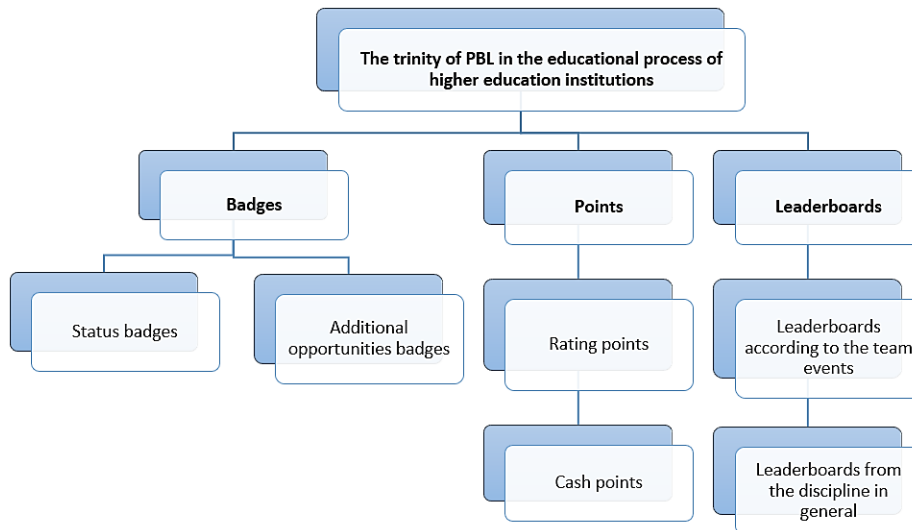 The trinity of PBL in the educational process of
higher education institutions
Badges
Points
Leaderboards
Status badges
Additional
opportunities badges
Rating points
Leaderboards
according to the team
events
Cash points
Leaderboards from
the discipline in
general